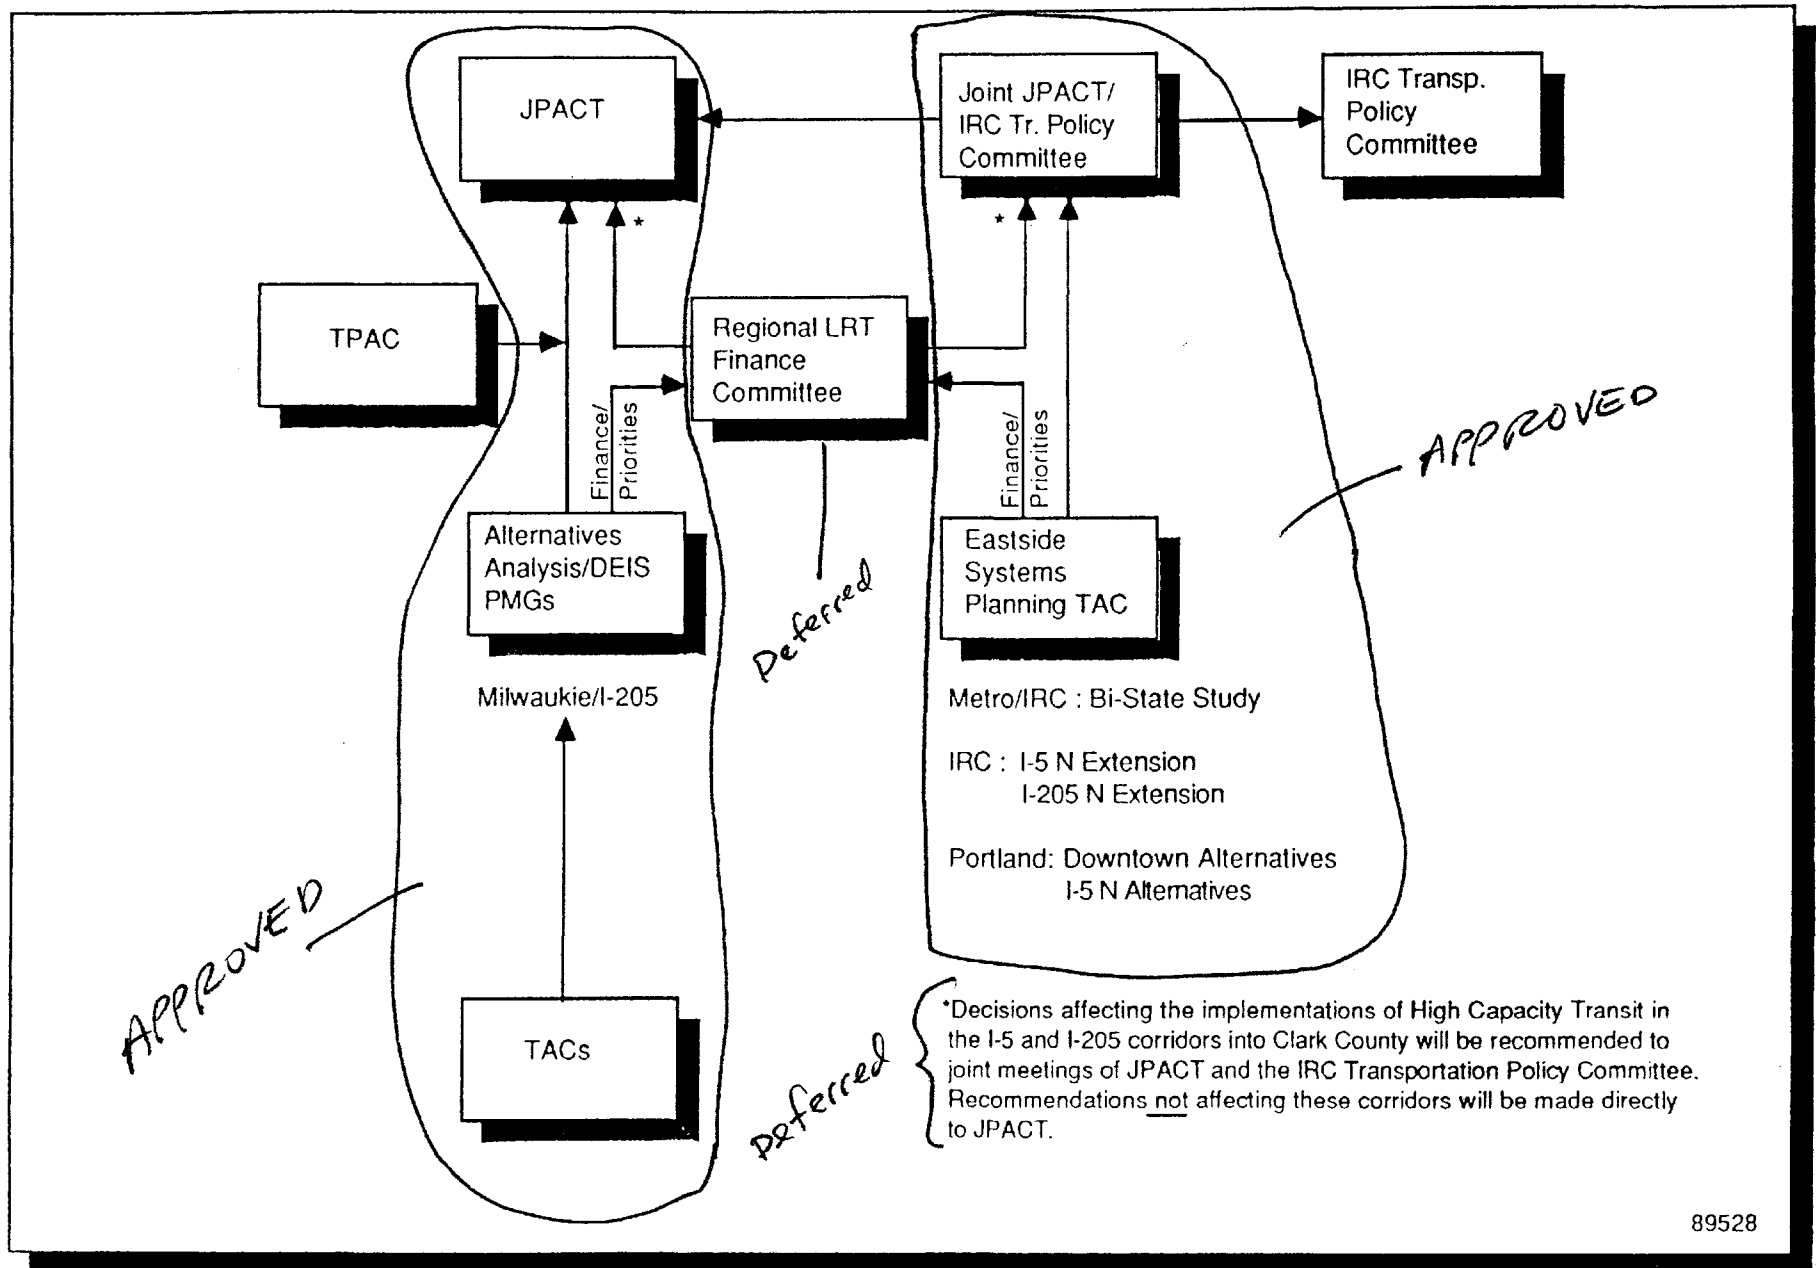 JPACT
Joint JPACT/
IRC Tr. Policy
Committee
IRC Transp.
Policy
Committee
*
*
TPAC
Regional LRT
Finance
Committee
Finance/
Priorities
Finance/
Priorities
APPROVED
Alternatives
Analysis/DEIS
PMGs
Deferred
Eastside
Systems
Planning TAC
Milwaukie/I-205
Metro/IRC : Bi-State Study
IRC : I-5 N Extension
I-205 N Extension
Portland: Downtown Alternatives
I-5 N Alternatives
APPROVED
TACs
Deferred
*Decisions affecting the implementations of High Capacity Transit in
the I-5 and I-205 corridors into Clark County will be recommended to
joint meetings of JPACT and the IRC Transportation Policy Committee.
Recommendations not affecting these corridors will be made directly
to JPACT.
89528